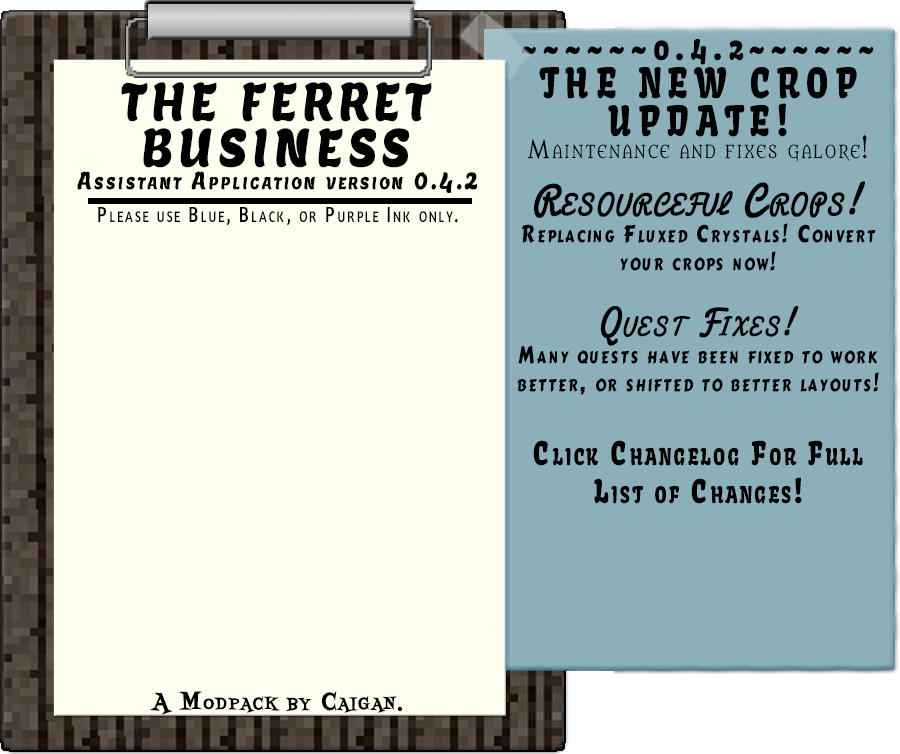 THE FERRET
BUSINESS
Assistant Application version 0.4.2
Please use Blue, Black, or Purple Ink only.
A Modpack by Caigan.
~~~~~~0.4.2~~~~~~
THE NEW CROP
UPDATE!
Maintenance and fixes galore!
Resourceful Crops!
Replacing Fluxed Crystals! Convert
your crops now!
Quest Fixes!
Many quests have been fixed to work
better, or shifted to better layouts!
Click Changelog For Full
List of Changes!